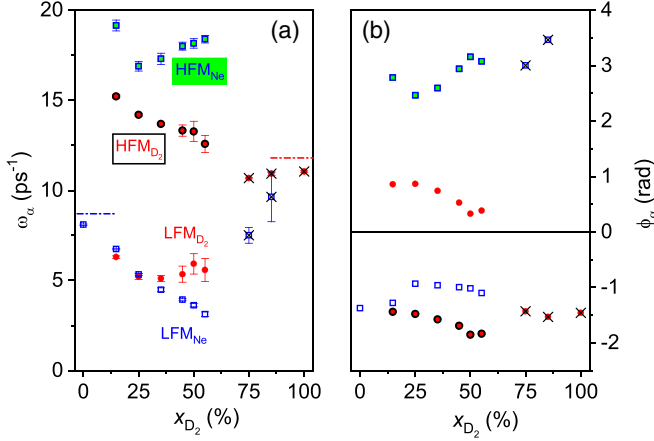 20
15
10
5
0
ω_α (ps⁻¹)
(a)
HFM_Ne
HFM_D₂
LFM_D₂
LFM_Ne
0 25 50 75 100
x_D₂ (%)
(b)
4
3
2
1
0
-1
-2
ϕ_α (rad)
0 25 50 75 100
x_D₂ (%)